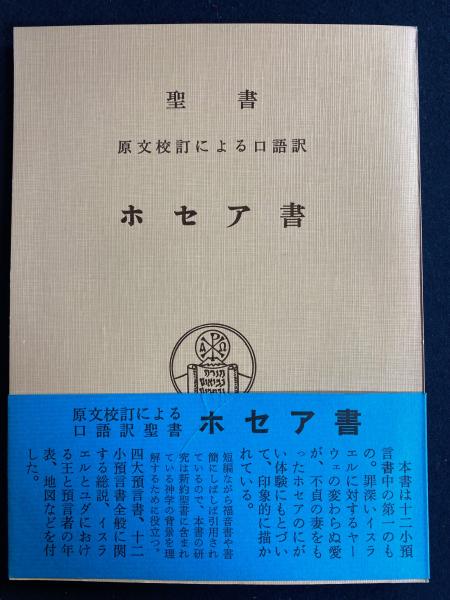 聖書
原文校訂による口語訳
ホセア書
Α Ω
תורה
נביאים
原文校訂による
口語訳聖書
ホセア書
本書は十二小預
言書中の第一のも
の。罪深いイスラ
エルに対するヤー
ウェの変わらぬ愛
が、不貞の妻をも
ったホセアのにが
い体験にもとづい
て、印象的に描か
れている。
短編ながら福音書や書
簡にしばしば引用され
ているので、本書の研
究は新約聖書に含まれ
ている神学の背景を理
解するために役立つ。
四大預言書、十二
小預言書全般に関
する総説、イスラ
エルとユダにおけ
る王と預言者の年
表、地図などを付
した。